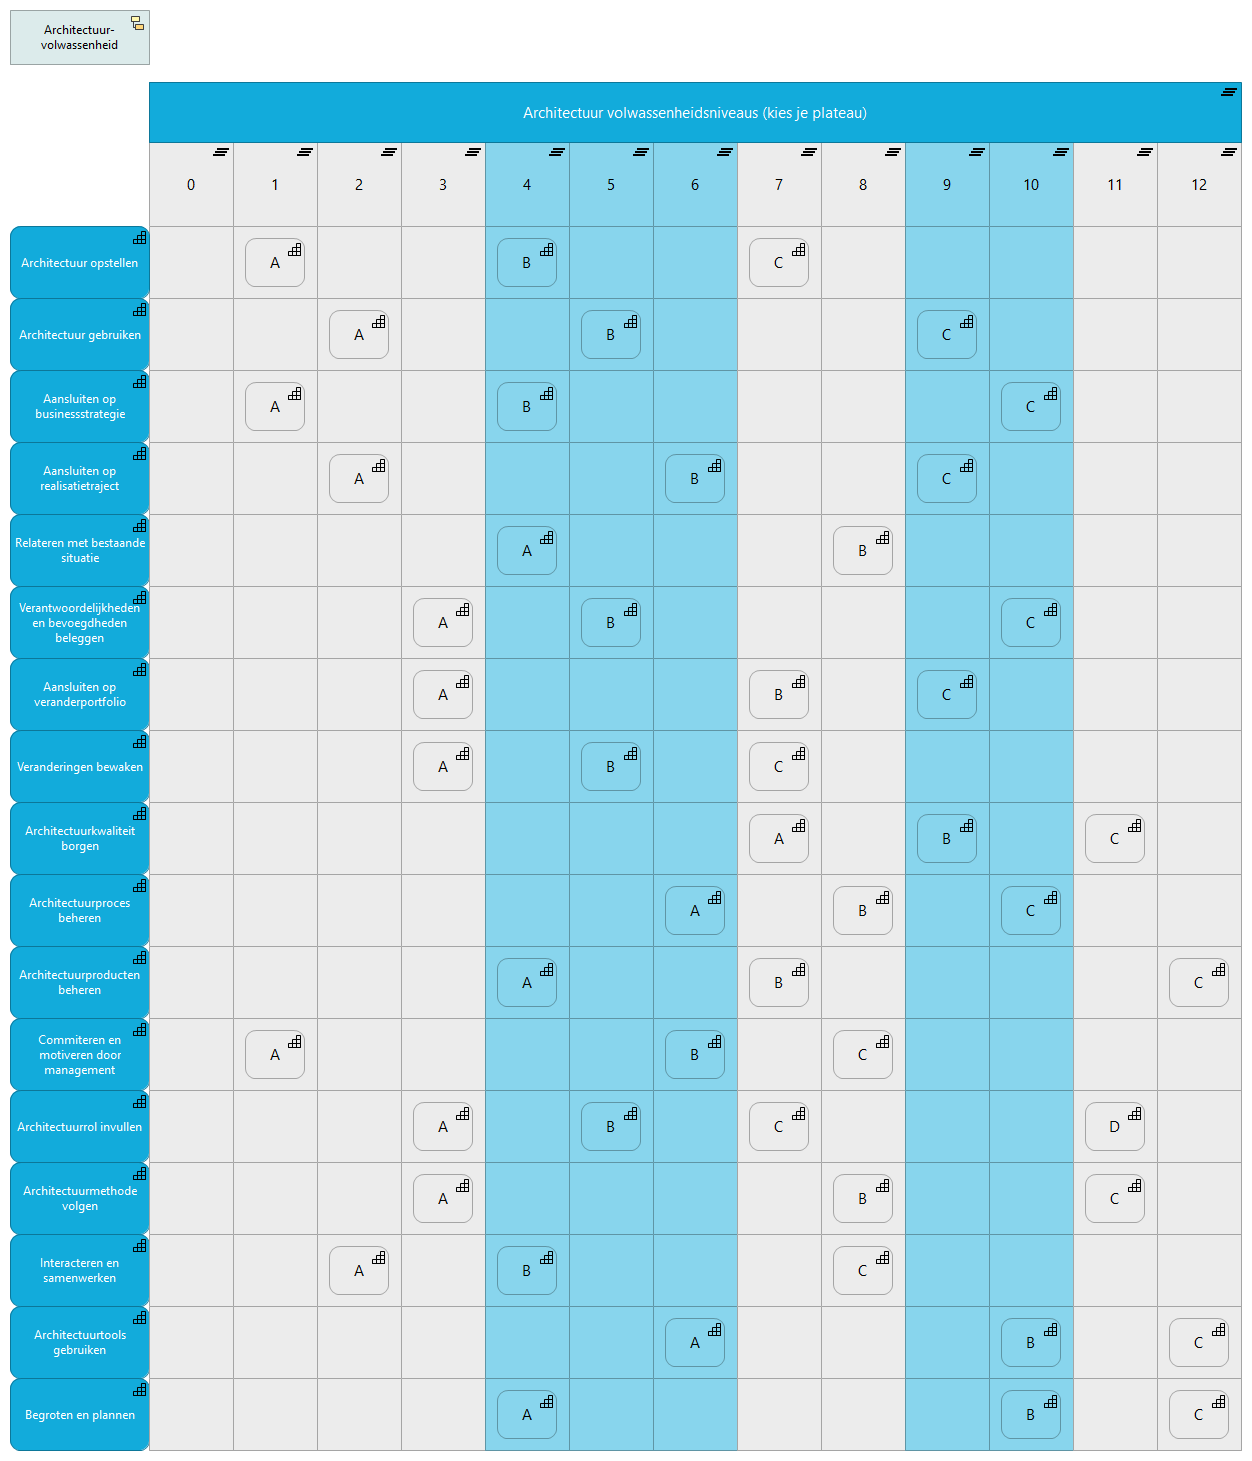 Architectuur-
volwassenheid
Architectuur volwassenheidsniveaus (kies je plateau)
0 1 2 3 4 5 6 7 8 9 10 11 12
Architectuur opstellen A B C
Architectuur gebruiken A B C
Aansluiten op
businessstrategie
A B C
Aansluiten op
realisatietraject
A B C
Relateren met bestaande
situatie
A B
Verantwoordelijkheden
en bevoegdheden
beleggen
A B C
Aansluiten op
veranderportfolio
A B C
Veranderingen bewaken A B C
Architectuurkwaliteit
borgen
A B C
Architectuurproces
beheren
A B C
Architectuurproducten
beheren
A B C
Commiteren en
motiveren door
management
A B C
Architectuurrol invullen A B C D
Architectuurmethode
volgen
A B C
Interacteren en
samenwerken
A B C
Architectuurtools
gebruiken
A B C
Begroten en plannen A B C